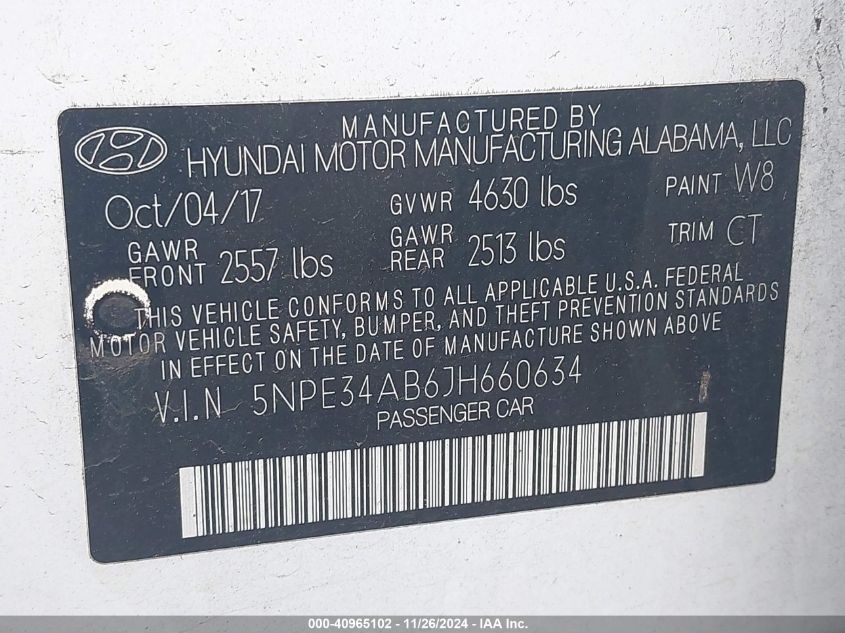 MANUFACTURED BY
HYUNDAI MOTOR MANUFACTURING ALABAMA, LLC
Oct/04/17 GVWR 4630 lbs PAINT W8
GAWR FRONT 2557 lbs GAWR REAR 2513 lbs TRIM CT
THIS VEHICLE CONFORMS TO ALL APPLICABLE U.S.A. FEDERAL
MOTOR VEHICLE SAFETY, BUMPER, AND THEFT PREVENTION STANDARDS
IN EFFECT ON THE DATE OF MANUFACTURE SHOWN ABOVE
V.I.N 5NPE34AB6JH660634
PASSENGER CAR
000-40965102 - 11/26/2024 - IAA Inc.